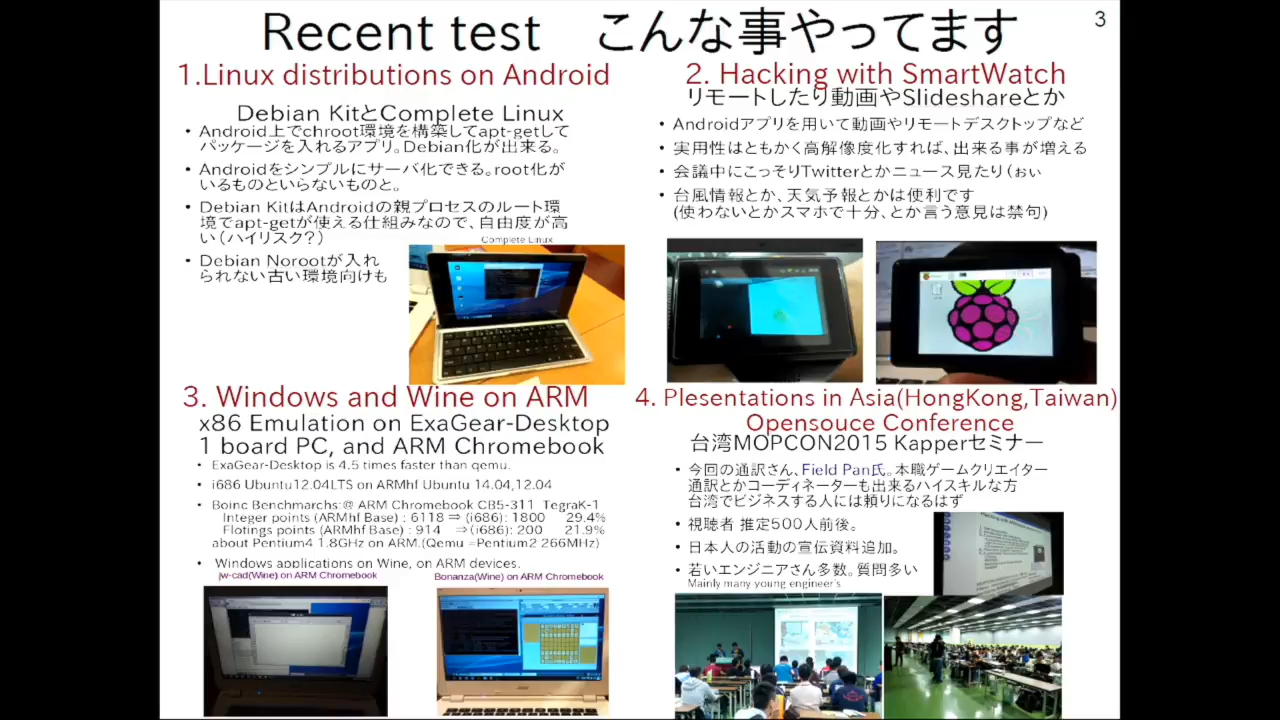 Recent test こんな事やってます
3
1.Linux distributions on Android
Debian KitとComplete Linux
• Android上でchroot環境を構築してapt-getして
パッケージを入れるアプリ。Debian化が出来る。
• Androidをシンプルにサーバ化できる。root化が
いるものといらないものと。
• Debian KitはAndroidの親プロセスのルート環
境でapt-getが使える仕組みなので、自由度が高
い（ハイリスク？）
Complete Linux
• Debian Norootが入れ
られない古い環境向けも
2. Hacking with SmartWatch
リモートしたり動画やSlideshareとか
• Androidアプリを用いて動画やリモートデスクトップなど
• 実用性はともかく高解像度化すれば、出来る事が増える
• 会議中にこっそりTwitterとかニュース見たり（ぉぃ
• 台風情報とか、天気予報とかは便利です
(使わないとかスマホで十分、とか言う意見は禁句)
3. Windows and Wine on ARM
x86 Emulation on ExaGear-Desktop
1 board PC, and ARM Chromebook
• ExaGear-Desktop is 4.5 times faster than qemu.
• i686 Ubuntu12.04LTS on ARMhf Ubuntu 14.04,12.04
• Boinc Benchmarchs:@ ARM Chromebook CB5-311 TegraK-1
Integer points (ARMhf Base) : 6118 ⇒ (i686): 1800 29.4%
Flotings points (ARMhf Base) : 914 ⇒(i686): 200 21.9%
about Pentium4 1.8GHz on ARM.(Qemu =Pentium2 266MHz)
• Windows applications on Wine, on ARM devices.
jw-cad(Wine) on ARM Chromebook
Bonanza(Wine) on ARM Chromebook
4. Plesentations in Asia(HongKong,Taiwan)
Opensouce Conference
台湾MOPCON2015 Kapperセミナー
• 今回の通訳さん、Field Pan氏。本職ゲームクリエイター
通訳とかコーディネーターも出来るハイスキルな方
台湾でビジネスする人には頼りになるはず
• 視聴者 推定500人前後。
• 日本人の活動の宣伝資料追加。
• 若いエンジニアさん多数。質問多い
Mainly many young engineer's